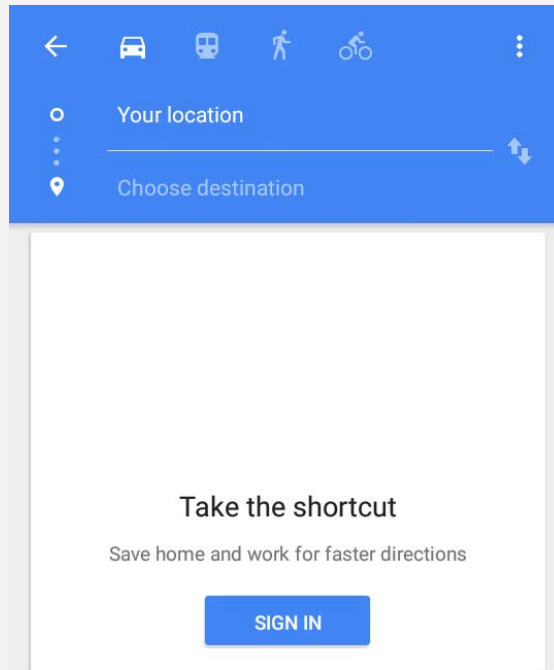 Your location
Choose destination
Take the shortcut
Save home and work for faster directions
SIGN IN